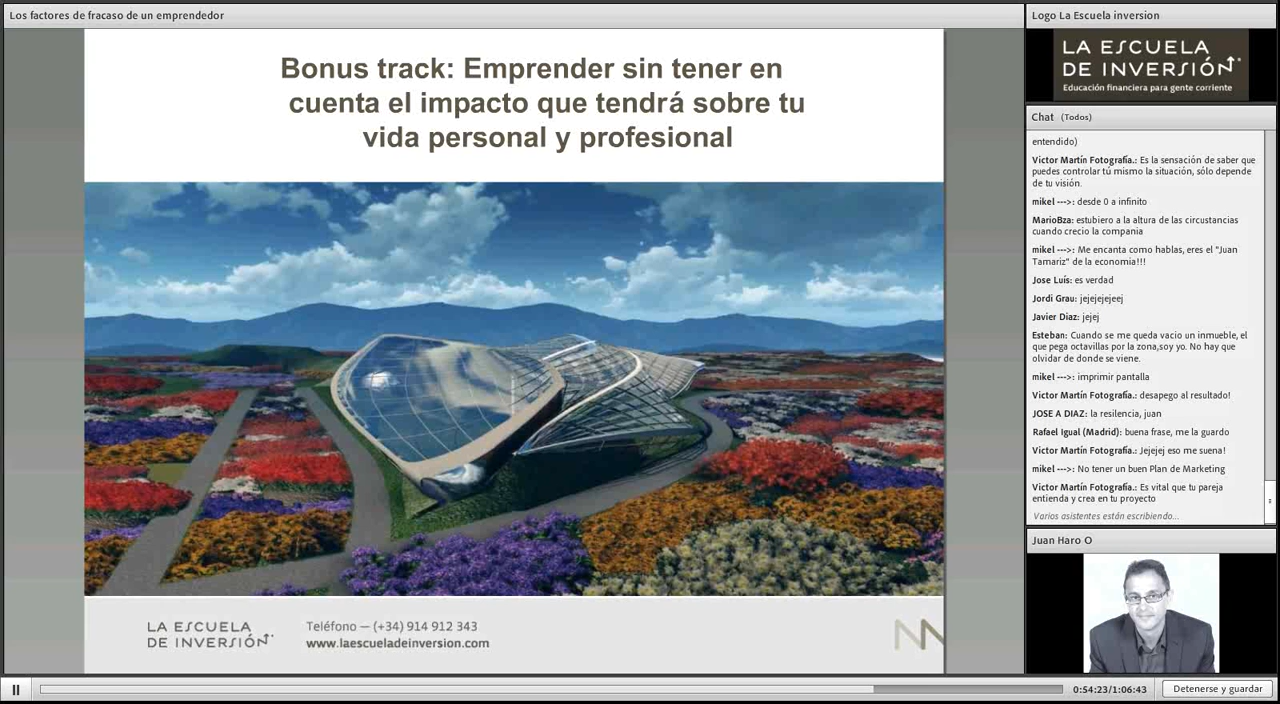 Los factores de fracaso de un emprendedor
Bonus track: Emprender sin tener en
cuenta el impacto que tendrá sobre tu
vida personal y profesional
LA ESCUELA
DE INVERSIÓN
Teléfono — (+34) 914 912 343
www.laescueladeinversion.com
Logo La Escuela inversion
LA ESCUELA
DE INVERSIÓN
Educación financiera para gente corriente
Chat (Todos)
entendido)
Victor Martín Fotografía.: Es la sensación de saber que
puedes controlar tú mismo la situación, sólo depende
de tu visión.
mikel --->: desde 0 a infinito
MarioBza: estubiero a la altura de las circustancias
cuando crecio la compania
mikel --->: Me encanta como hablas, eres el "Juan
Tamariz" de la economia!!!
Jose Luís: es verdad
Jordi Grau: jejejejejeej
Javier Diaz: jejej
Esteban: Cuando se me queda vacio un inmueble, el
que pega octavillas por la zona,soy yo. No hay que
olvidar de donde se viene.
mikel --->: imprimir pantalla
Victor Martín Fotografía.: desapego al resultado!
JOSE A DIAZ: la resilencia, juan
Rafael Igual (Madrid): buena frase, me la guardo
Victor Martín Fotografía.: Jejejej eso me suena!
mikel --->: No tener un buen Plan de Marketing
Victor Martín Fotografía.: Es vital que tu pareja
entienda y crea en tu proyecto
Varios asistentes están escribiendo...
Juan Haro O
0:54:23/1:06:43
Detenerse y guardar